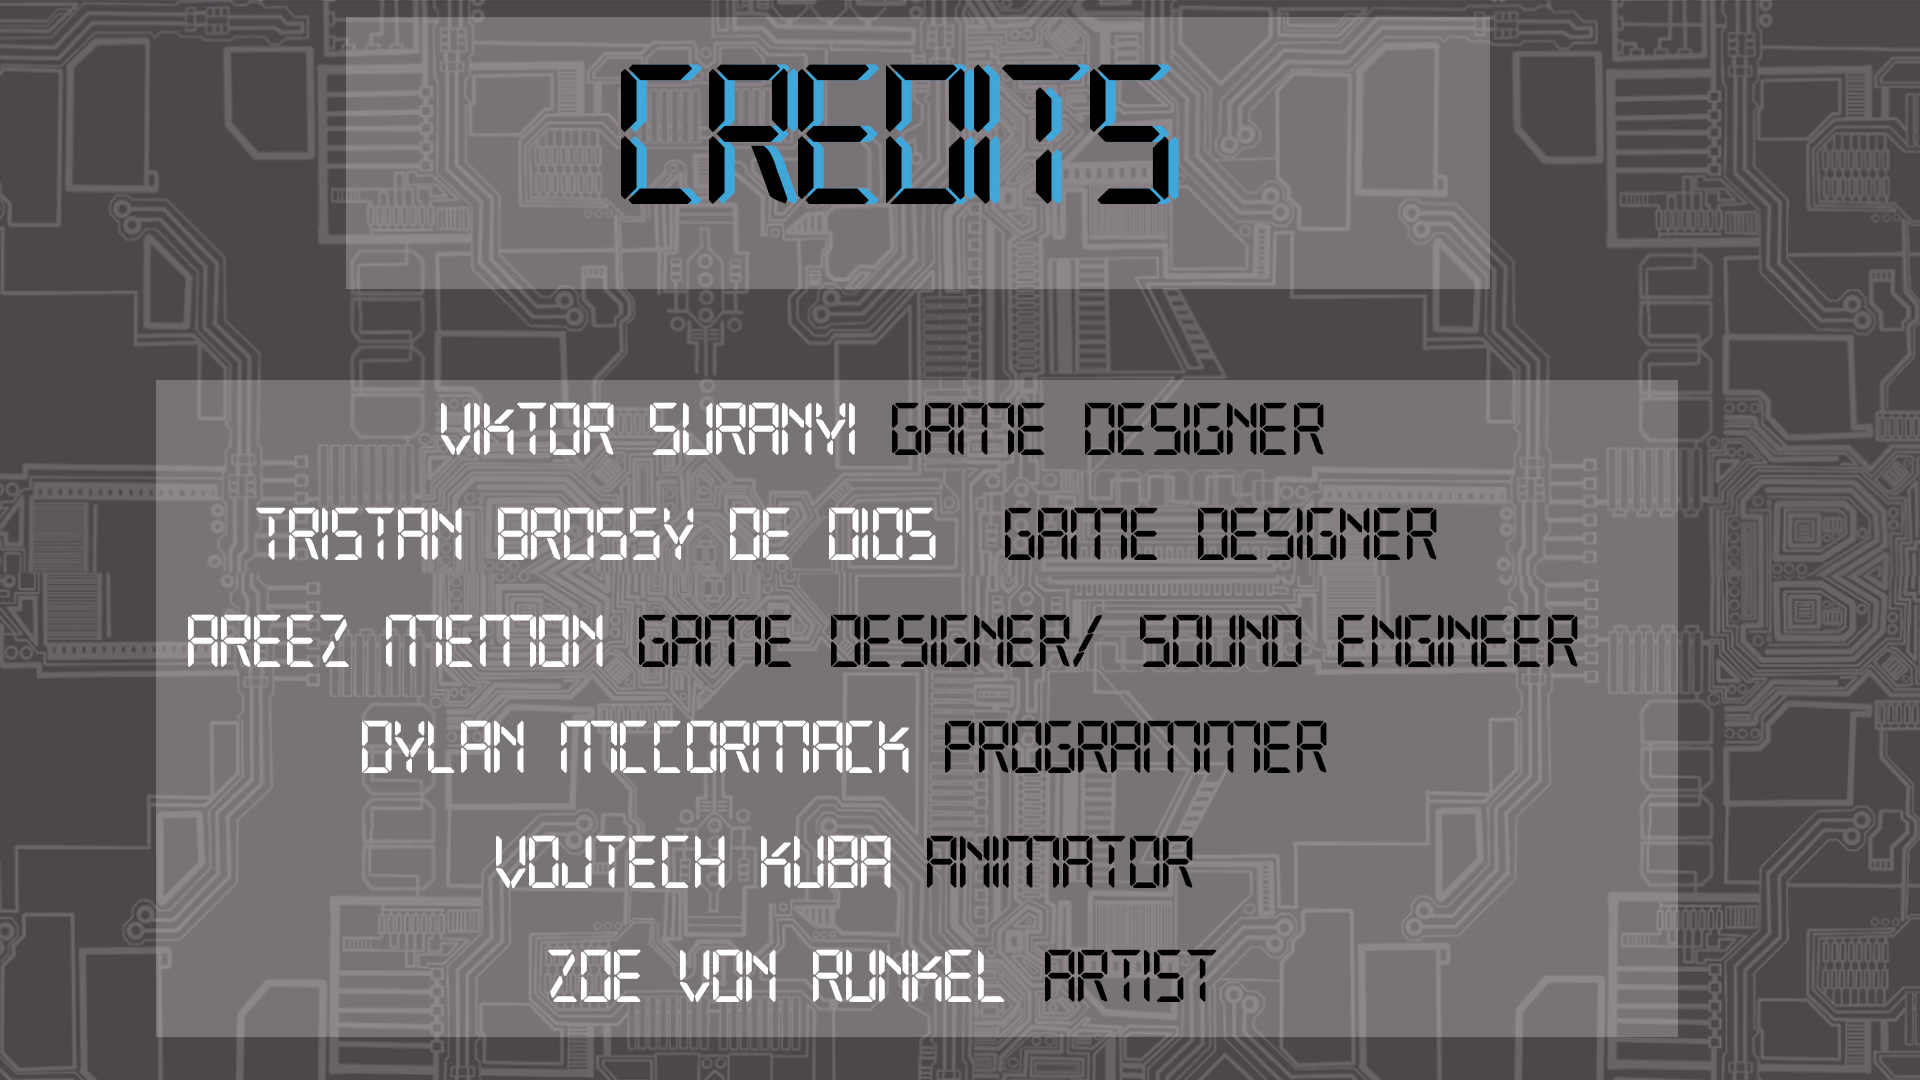 CREDITS
VIKTOR SURANYI GAME DESIGNER
TRISTAN BROSSY DE DIOS GAME DESIGNER
AREEZ MEMON GAME DESIGNER/ SOUND ENGINEER
DYLAN MCCORMACK PROGRAMMER
VOJTECH KUBA ANIMATOR
ZOE VON RUNKEL ARTIST